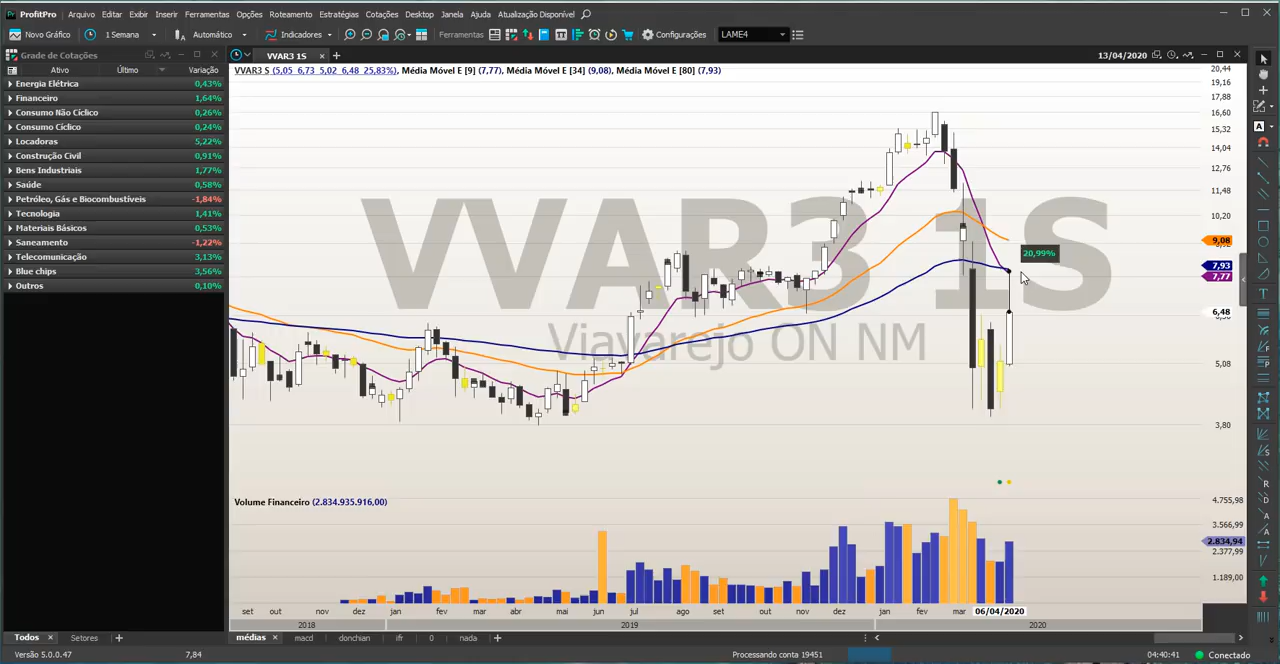 ProfitPro Arquivo Editar Exibir Inserir Ferramentas Opções Roteamento Estratégias Cotações Desktop Janela Ajuda Atualização Disponível
Novo Gráfico 1 Semana Automático Indicadores Ferramentas Configurações LAME4
Grade de Cotações
VVAR3 1S
13/04/2020
Ativo Último Variação
Energia Elétrica 0,43%
Financeiro 1,64%
Consumo Não Cíclico 0,26%
Consumo Cíclico 0,24%
Locadoras 5,22%
Construção Civil 0,91%
Bens Industriais 1,77%
Saúde 0,58%
Petróleo, Gás e Biocombustíveis -1,84%
Tecnologia 1,41%
Materiais Básicos 0,53%
Saneamento -1,22%
Telecomunicação 3,13%
Blue chips 3,56%
Outros 0,10%
VVAR3 S (5,05 6,73 5,02 6,48 25,83%), Média Móvel E [9] (7,77), Média Móvel E [34] (9,08), Média Móvel E [80] (7,93)
VVAR3 1S
Viavarejo ON NM
20,99%
20,44
19,16
17,88
16,60
15,32
14,04
12,76
11,48
10,20
9,08
7,93
7,77
6,48
5,08
3,80
Volume Financeiro (2.834.935.916,00)
4.755,98
3.566,99
2.834,94
2.377,99
1.189,00
set out nov dez jan fev mar abr mai jun jul ago set out nov dez jan fev mar 06/04/2020
2018 2019 2020
Todos Setores
médias macd donchian ifr 0 nada
Versão 5.0.0.47 7,84 Processando conta 19451 04:40:41 Conectado